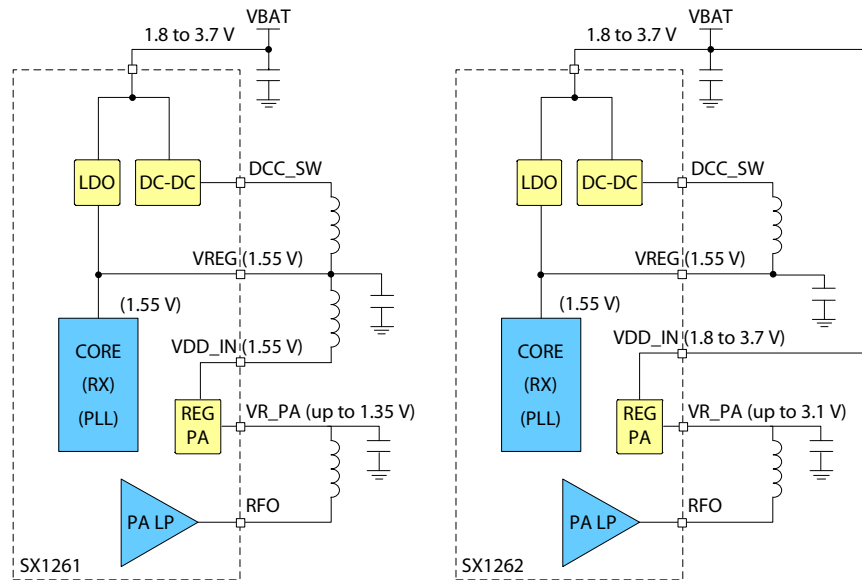 VBAT
1.8 to 3.7 V
LDO
DC-DC
DCC_SW
VREG (1.55 V)
(1.55 V)
CORE
(RX)
(PLL)
VDD_IN (1.55 V)
REG
PA
VR_PA (up to 1.35 V)
PA LP
RFO
SX1261
VBAT
1.8 to 3.7 V
LDO
DC-DC
DCC_SW
VREG (1.55 V)
(1.55 V)
CORE
(RX)
(PLL)
VDD_IN (1.8 to 3.7 V)
REG
PA
VR_PA (up to 3.1 V)
PA LP
RFO
SX1262